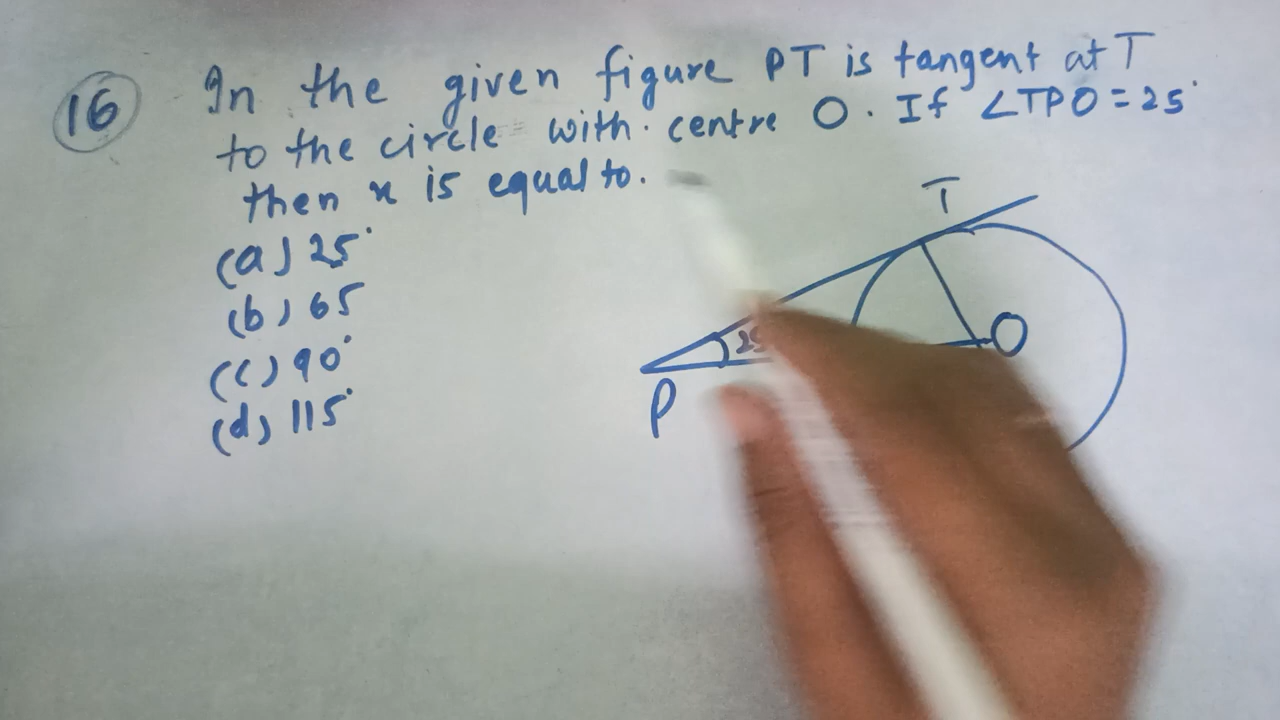 16 In the given figure PT is tangent at T
to the circle with centre O. If ∠TPO = 25°
then x is equal to.
(a) 25°
(b) 65
(c) 90°
(d) 115°
T
O
25
P